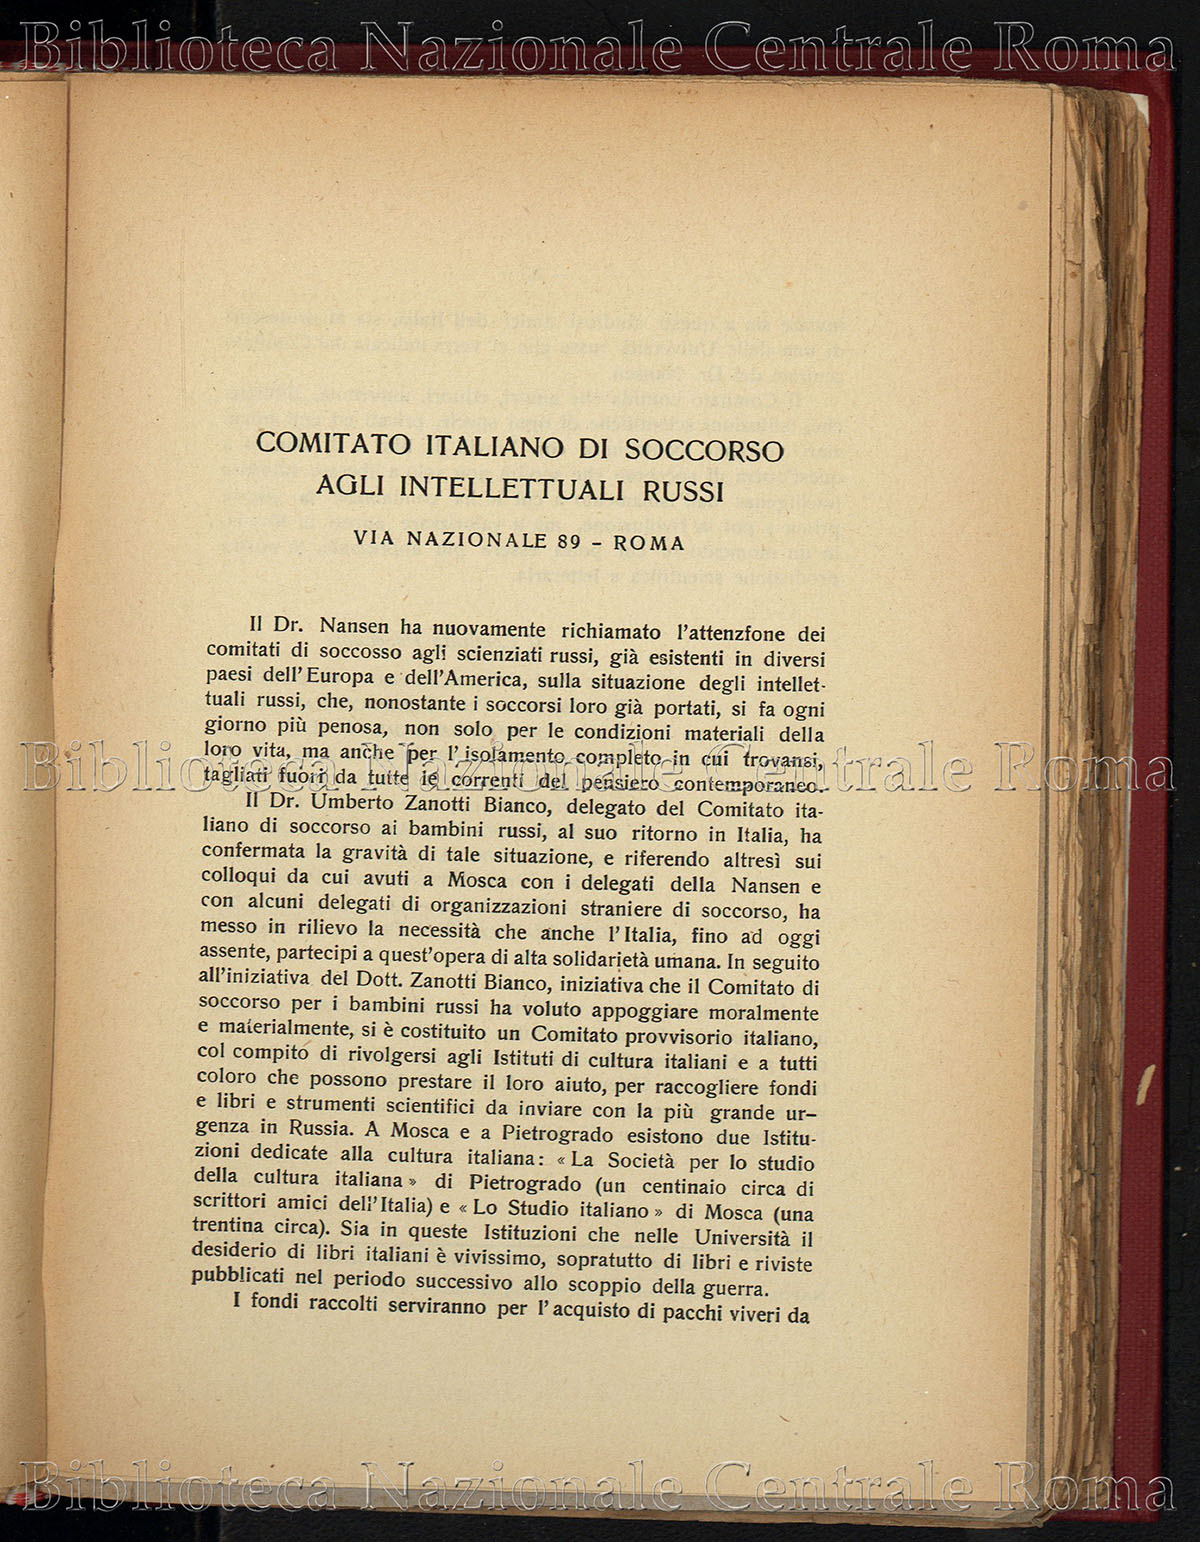 Biblioteca Nazionale Centrale Roma
COMITATO ITALIANO DI SOCCORSO
AGLI INTELLETTUALI RUSSI
VIA NAZIONALE 89 – ROMA
Il Dr. Nansen ha nuovamente richiamato l'attenzfone dei
comitati di soccosso agli scienziati russi, già esistenti in diversi
paesi dell'Europa e dell'America, sulla situazione degli intellet-
tuali russi, che, nonostante i soccorsi loro già portati, si fa ogni
giorno più penosa, non solo per le condizioni materiali della
loro vita, ma anche per l'isolamento completo in cui trovansi,
Biblioteca Nazionale Centrale Roma
tagliati fuori da tutte le correnti del pensiero contemporaneo.
Il Dr. Umberto Zanotti Bianco, delegato del Comitato ita-
liano di soccorso ai bambini russi, al suo ritorno in Italia, ha
confermata la gravità di tale situazione, e riferendo altresì sui
colloqui da cui avuti a Mosca con i delegati della Nansen e
con alcuni delegati di organizzazioni straniere di soccorso, ha
messo in rilievo la necessità che anche l'Italia, fino ad oggi
assente, partecipi a quest'opera di alta solidarietà umana. In seguito
all'iniziativa del Dott. Zanotti Bianco, iniziativa che il Comitato di
soccorso per i bambini russi ha voluto appoggiare moralmente
e materialmente, si è costituito un Comitato provvisorio italiano,
col compito di rivolgersi agli Istituti di cultura italiani e a tutti
coloro che possono prestare il loro aiuto, per raccogliere fondi
e libri e strumenti scientifici da inviare con la più grande ur-
genza in Russia. A Mosca e a Pietrogrado esistono due Istitu-
zioni dedicate alla cultura italiana: « La Società per lo studio
della cultura italiana » di Pietrogrado (un centinaio circa di
scrittori amici dell'Italia) e « Lo Studio italiano » di Mosca (una
trentina circa). Sia in queste Istituzioni che nelle Università il
desiderio di libri italiani è vivissimo, sopratutto di libri e riviste
pubblicati nel periodo successivo allo scoppio della guerra.
I fondi raccolti serviranno per l'acquisto di pacchi viveri da
Biblioteca Nazionale Centrale Roma